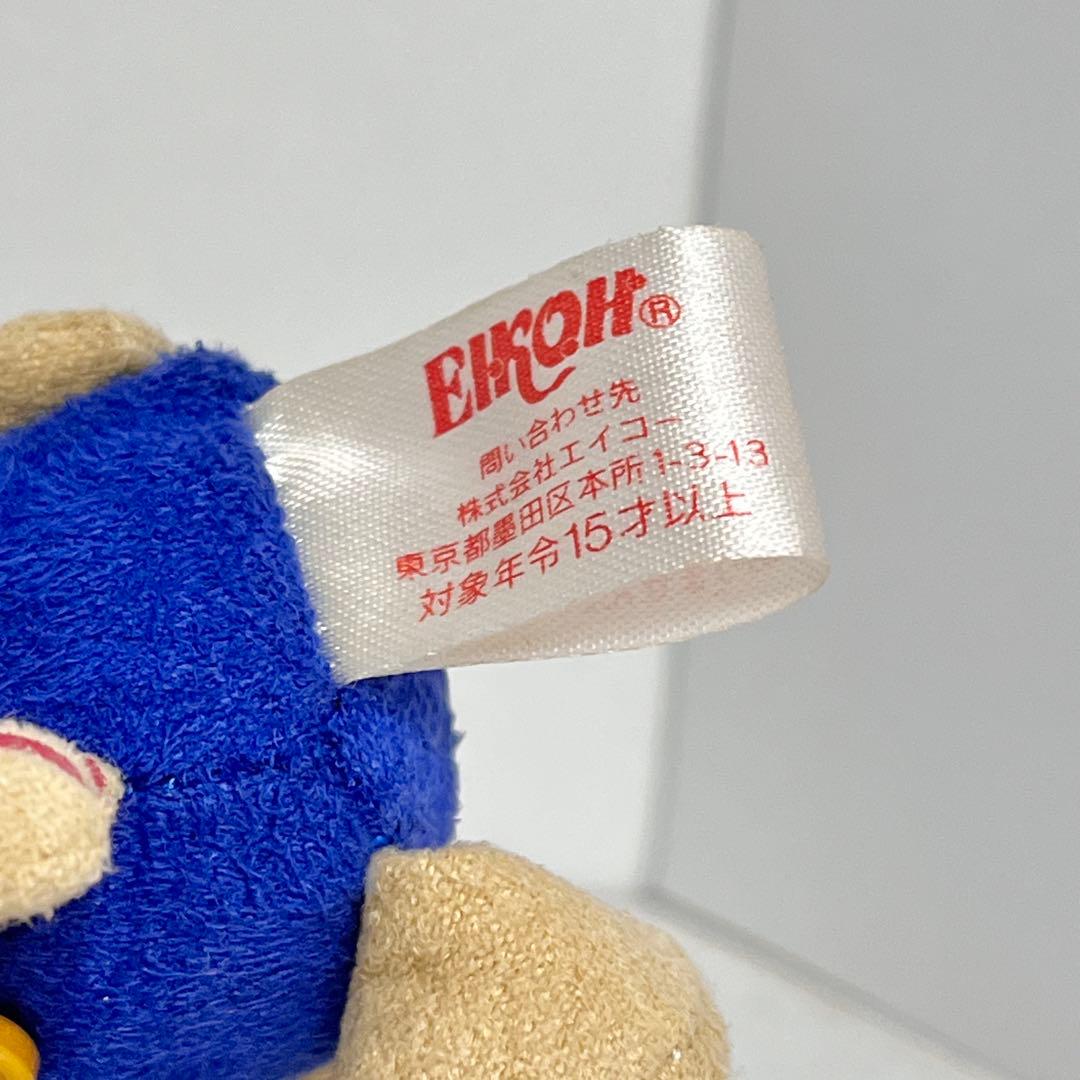 EIKOH®
問い合わせ先
株式会社エイコー
東京都墨田区本所1-3-13
対象年令15才以上